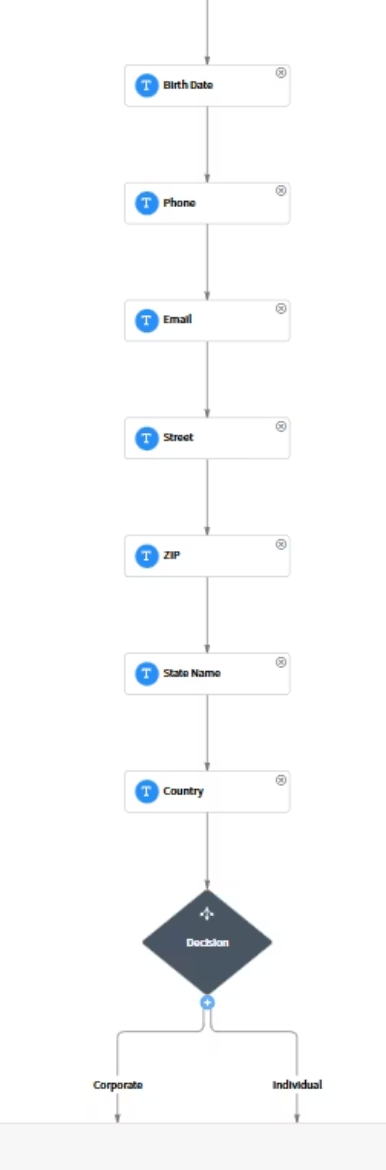 T Birth Date
T Phone
T Email
T Street
T ZIP
T State Name
T Country
Decision
Corporate
Individual